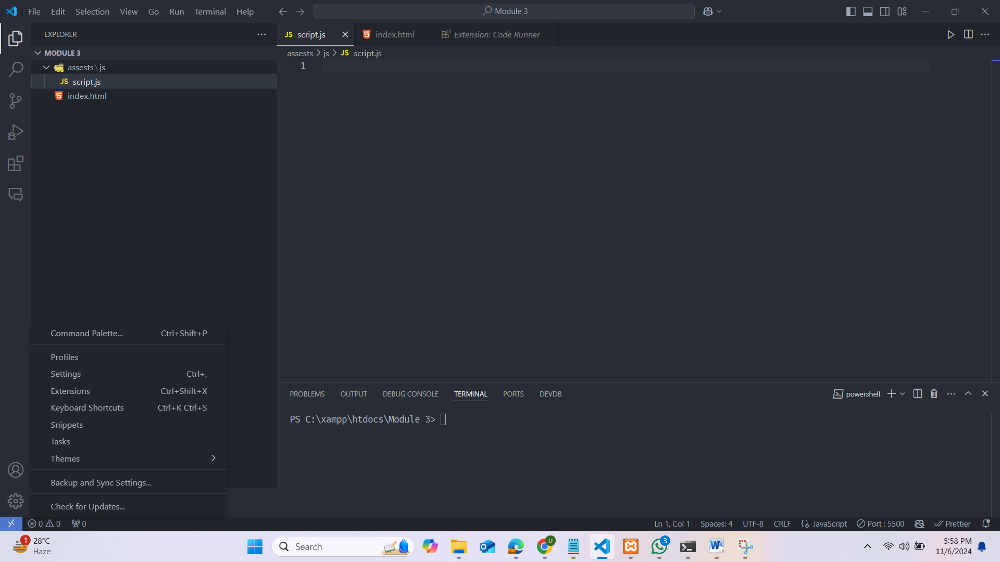 File Edit Selection View Go Run Terminal Help
Module 3
EXPLORER
MODULE 3
assests\js
JS script.js
index.html
JS script.js
index.html
Extension: Code Runner
assests > js > JS script.js
1
Command Palette... Ctrl+Shift+P
Profiles
Settings Ctrl+,
Extensions Ctrl+Shift+X
Keyboard Shortcuts Ctrl+K Ctrl+S
Snippets
Tasks
Themes
Backup and Sync Settings...
Check for Updates...
PROBLEMS OUTPUT DEBUG CONSOLE TERMINAL PORTS DEVDB
powershell
PS C:\xampp\htdocs\Module 3>
0 0 0
Ln 1, Col 1 Spaces: 4 UTF-8 CRLF {} JavaScript Port : 5500 Prettier
1
28°C
Haze
Search
U
3
5:58 PM
11/6/2024